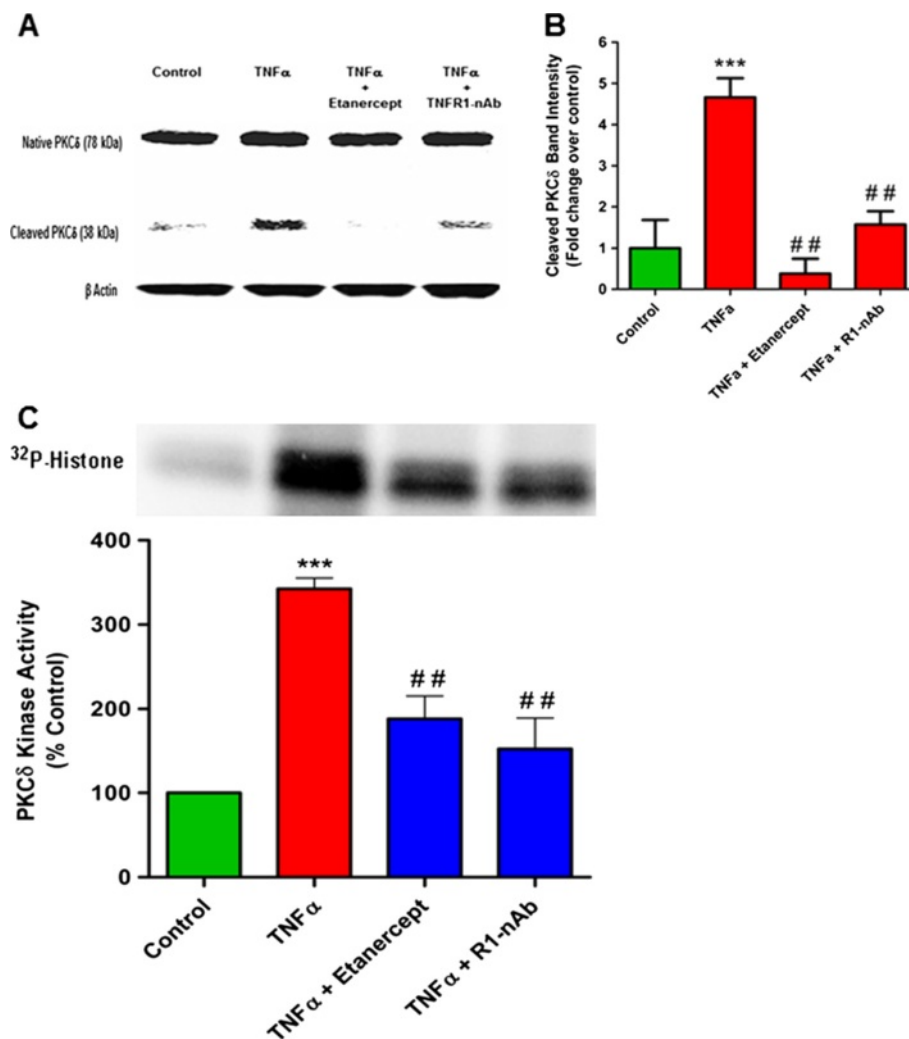 A
Control
TNFα
TNFα
+
Etanercept
TNFα
+
TNFR1-nAb
Native PKCδ (78 kDa)
Cleaved PKCδ (38 kDa)
β Actin
B
Cleaved PKCδ Band Intensity
(Fold change over control)
6
5
4
3
2
1
0
***
##
##
Control
TNFa
TNFa + Etanercept
TNFa + R1-nAb
C
32P-Histone
PKCδ Kinase Activity
(% Control)
400
300
200
100
0
***
##
##
Control
TNFα
TNFα + Etanercept
TNFα + R1-nAb